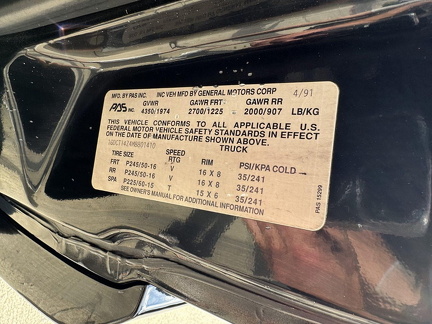 MFD. BY PAS INC. INC VEH MFD BY GENERAL MOTORS CORP 4/91
PAS INC. GVWR GAWR FRT GAWR RR
4350/1974 2700/1225 2000/907 LB/KG
THIS VEHICLE CONFORMS TO ALL APPLICABLE U.S.
FEDERAL MOTOR VEHICLE SAFETY STANDARDS IN EFFECT
ON THE DATE OF MANUFACTURE SHOWN ABOVE.
TRUCK
TIRE SIZE SPEED RTG RIM PSI/KPA COLD
FRT P245/50-16 V 16 X 8 35/241
RR P245/50-16 V 16 X 8 35/241
SPA P225/60-15 T 15 X 6 35/241
SEE OWNER'S MANUAL FOR ADDITIONAL INFORMATION
PAS 15299